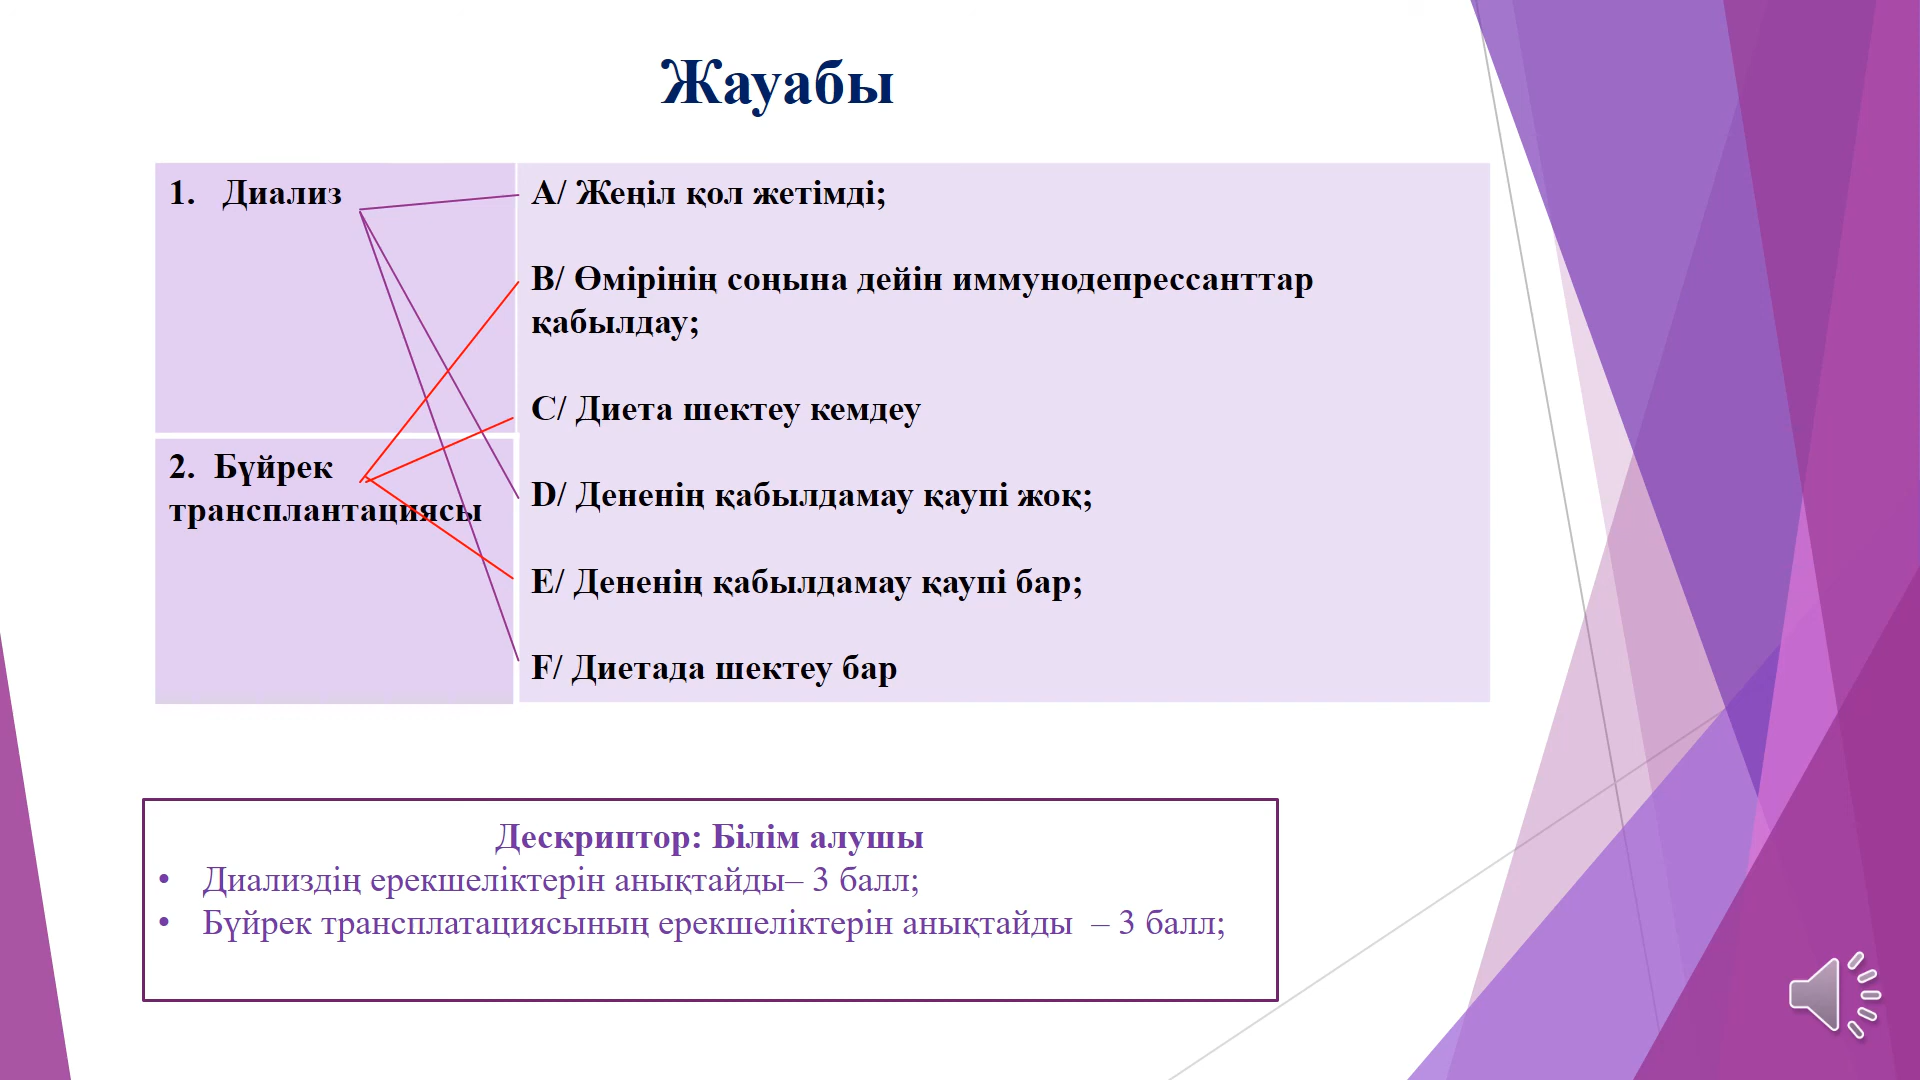 Жауабы
1. Диализ
2. Бүйрек
трансплантациясы
A/ Жеңіл қол жетімді;
B/ Өмірінің соңына дейін иммунодепрессанттар
қабылдау;
C/ Диета шектеу кемдеу
D/ Дененің қабылдамау қаупі жоқ;
E/ Дененің қабылдамау қаупі бар;
F/ Диетада шектеу бар
Дескриптор: Білім алушы
• Диализдің ерекшеліктерін анықтайды– 3 балл;
• Бүйрек трансплатациясының ерекшеліктерін анықтайды – 3 балл;